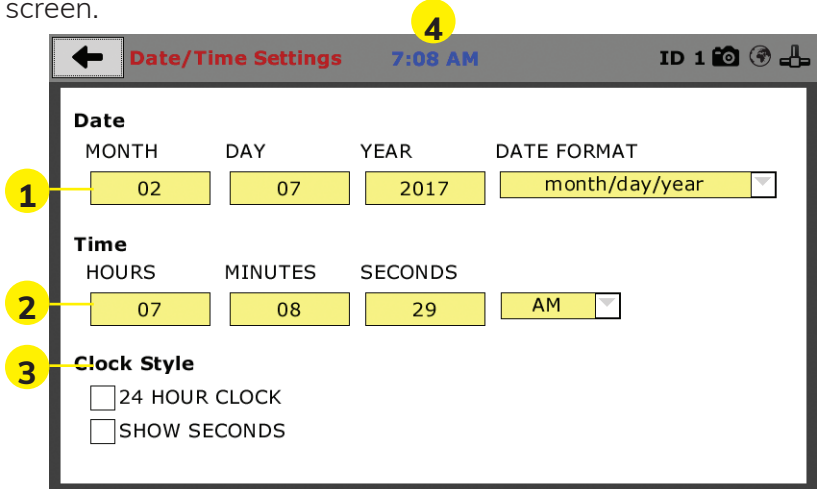 screen.
4
Date/Time Settings 7:08 AM ID 1
Date
MONTH DAY YEAR DATE FORMAT
1 02 07 2017 month/day/year
Time
HOURS MINUTES SECONDS
2 07 08 29 AM
3 Clock Style
24 HOUR CLOCK
SHOW SECONDS